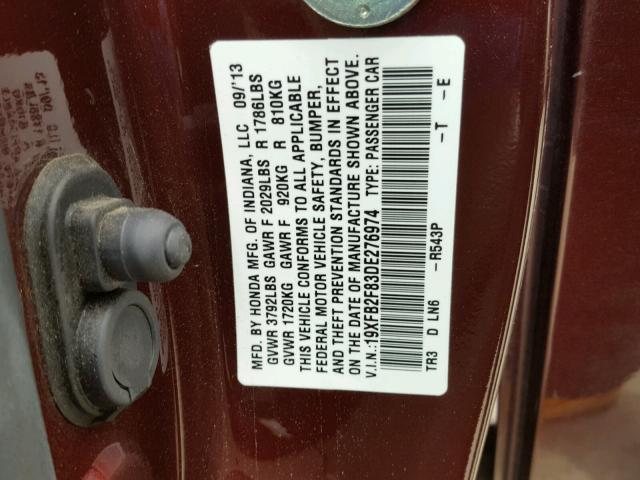 MFD. BY HONDA MFG. OF INDIANA, LLC 09/'13
GVWR 3792LBS GAWR F 2029LBS R 1786LBS
GVWR 1720KG GAWR F 920KG R 810KG
THIS VEHICLE CONFORMS TO ALL APPLICABLE
FEDERAL MOTOR VEHICLE SAFETY, BUMPER,
AND THEFT PREVENTION STANDARDS IN EFFECT
ON THE DATE OF MANUFACTURE SHOWN ABOVE.
V.I.N.:19XFB2F83DE276974 TYPE: PASSENGER CAR
TR3 D LN6 -R543P -T -E